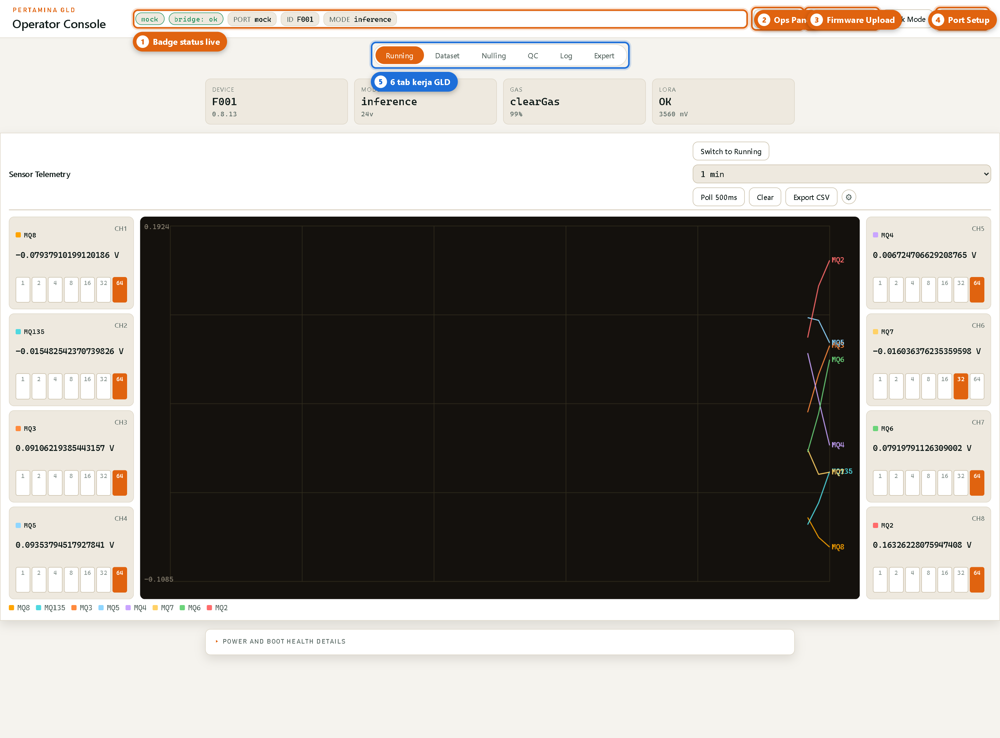 PERTAMINA GLD
Operator Console
mock bridge: ok PORT mock ID F001 MODE inference
2 Ops Pan 3 Firmware Upload k Mode 4 Port Setup
1 Badge status live
Running Dataset Nulling QC Log Expert
5 6 tab kerja GLD
DEVICE
F001
0.8.13
MOD
inference
24v
GAS
clearGas
99%
LORA
OK
3560 mV
Switch to Running
Sensor Telemetry
1 min
Poll 500ms Clear Export CSV
MQ8 CH1
-0.07937910199120186 V
1 2 4 8 16 32 64
MQ135 CH2
-0.015482542370739826 V
1 2 4 8 16 32 64
MQ3 CH3
0.09106219385443157 V
1 2 4 8 16 32 64
MQ5 CH4
0.09353794517927841 V
1 2 4 8 16 32 64
0.1924
-0.1085
MQ2
MQ5
MQ3
MQ6
MQ4
MQ7
MQ135
MQ8
MQ4 CH5
0.006724706629208765 V
1 2 4 8 16 32 64
MQ7 CH6
-0.016036376235359598 V
1 2 4 8 16 32 64
MQ6 CH7
0.07919791126309002 V
1 2 4 8 16 32 64
MQ2 CH8
0.16326228075947408 V
1 2 4 8 16 32 64
MQ8 MQ135 MQ3 MQ5 MQ4 MQ7 MQ6 MQ2
POWER AND BOOT HEALTH DETAILS